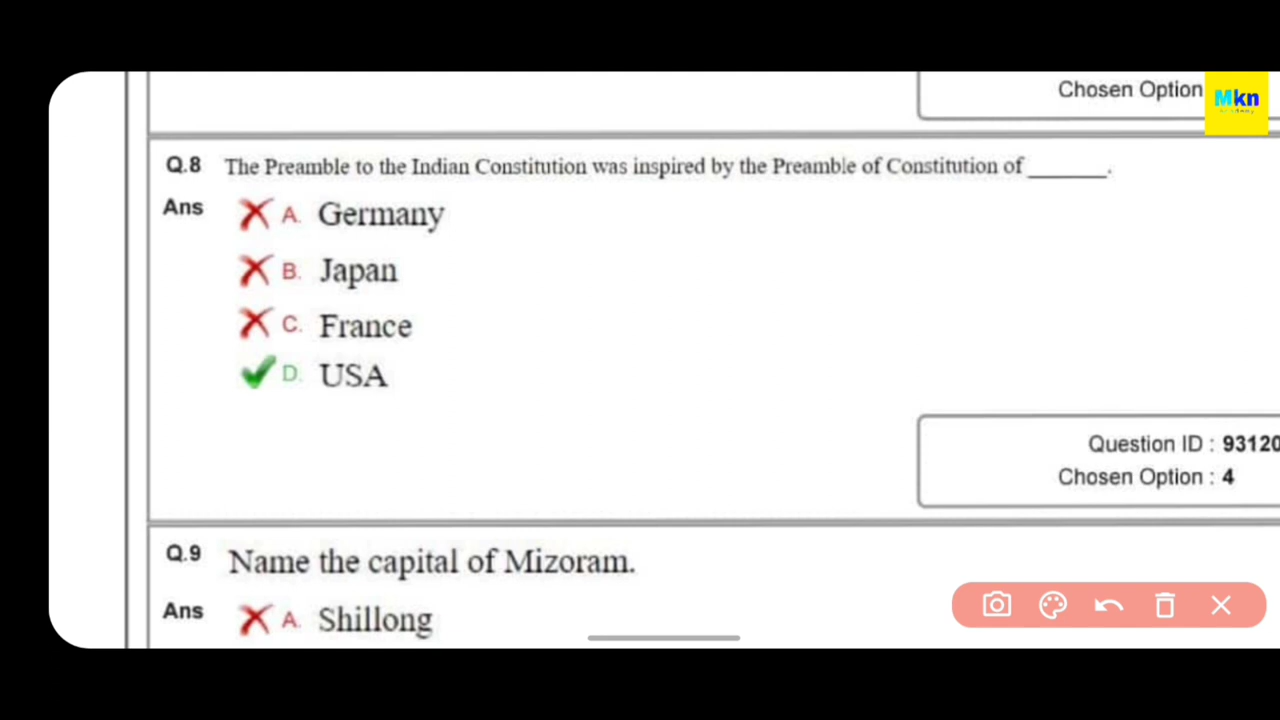 Chosen Option
Mkn
Q.8 The Preamble to the Indian Constitution was inspired by the Preamble of Constitution of ______.
Ans A. Germany
B. Japan
C. France
D. USA
Question ID : 93120
Chosen Option : 4
Q.9 Name the capital of Mizoram.
Ans A. Shillong